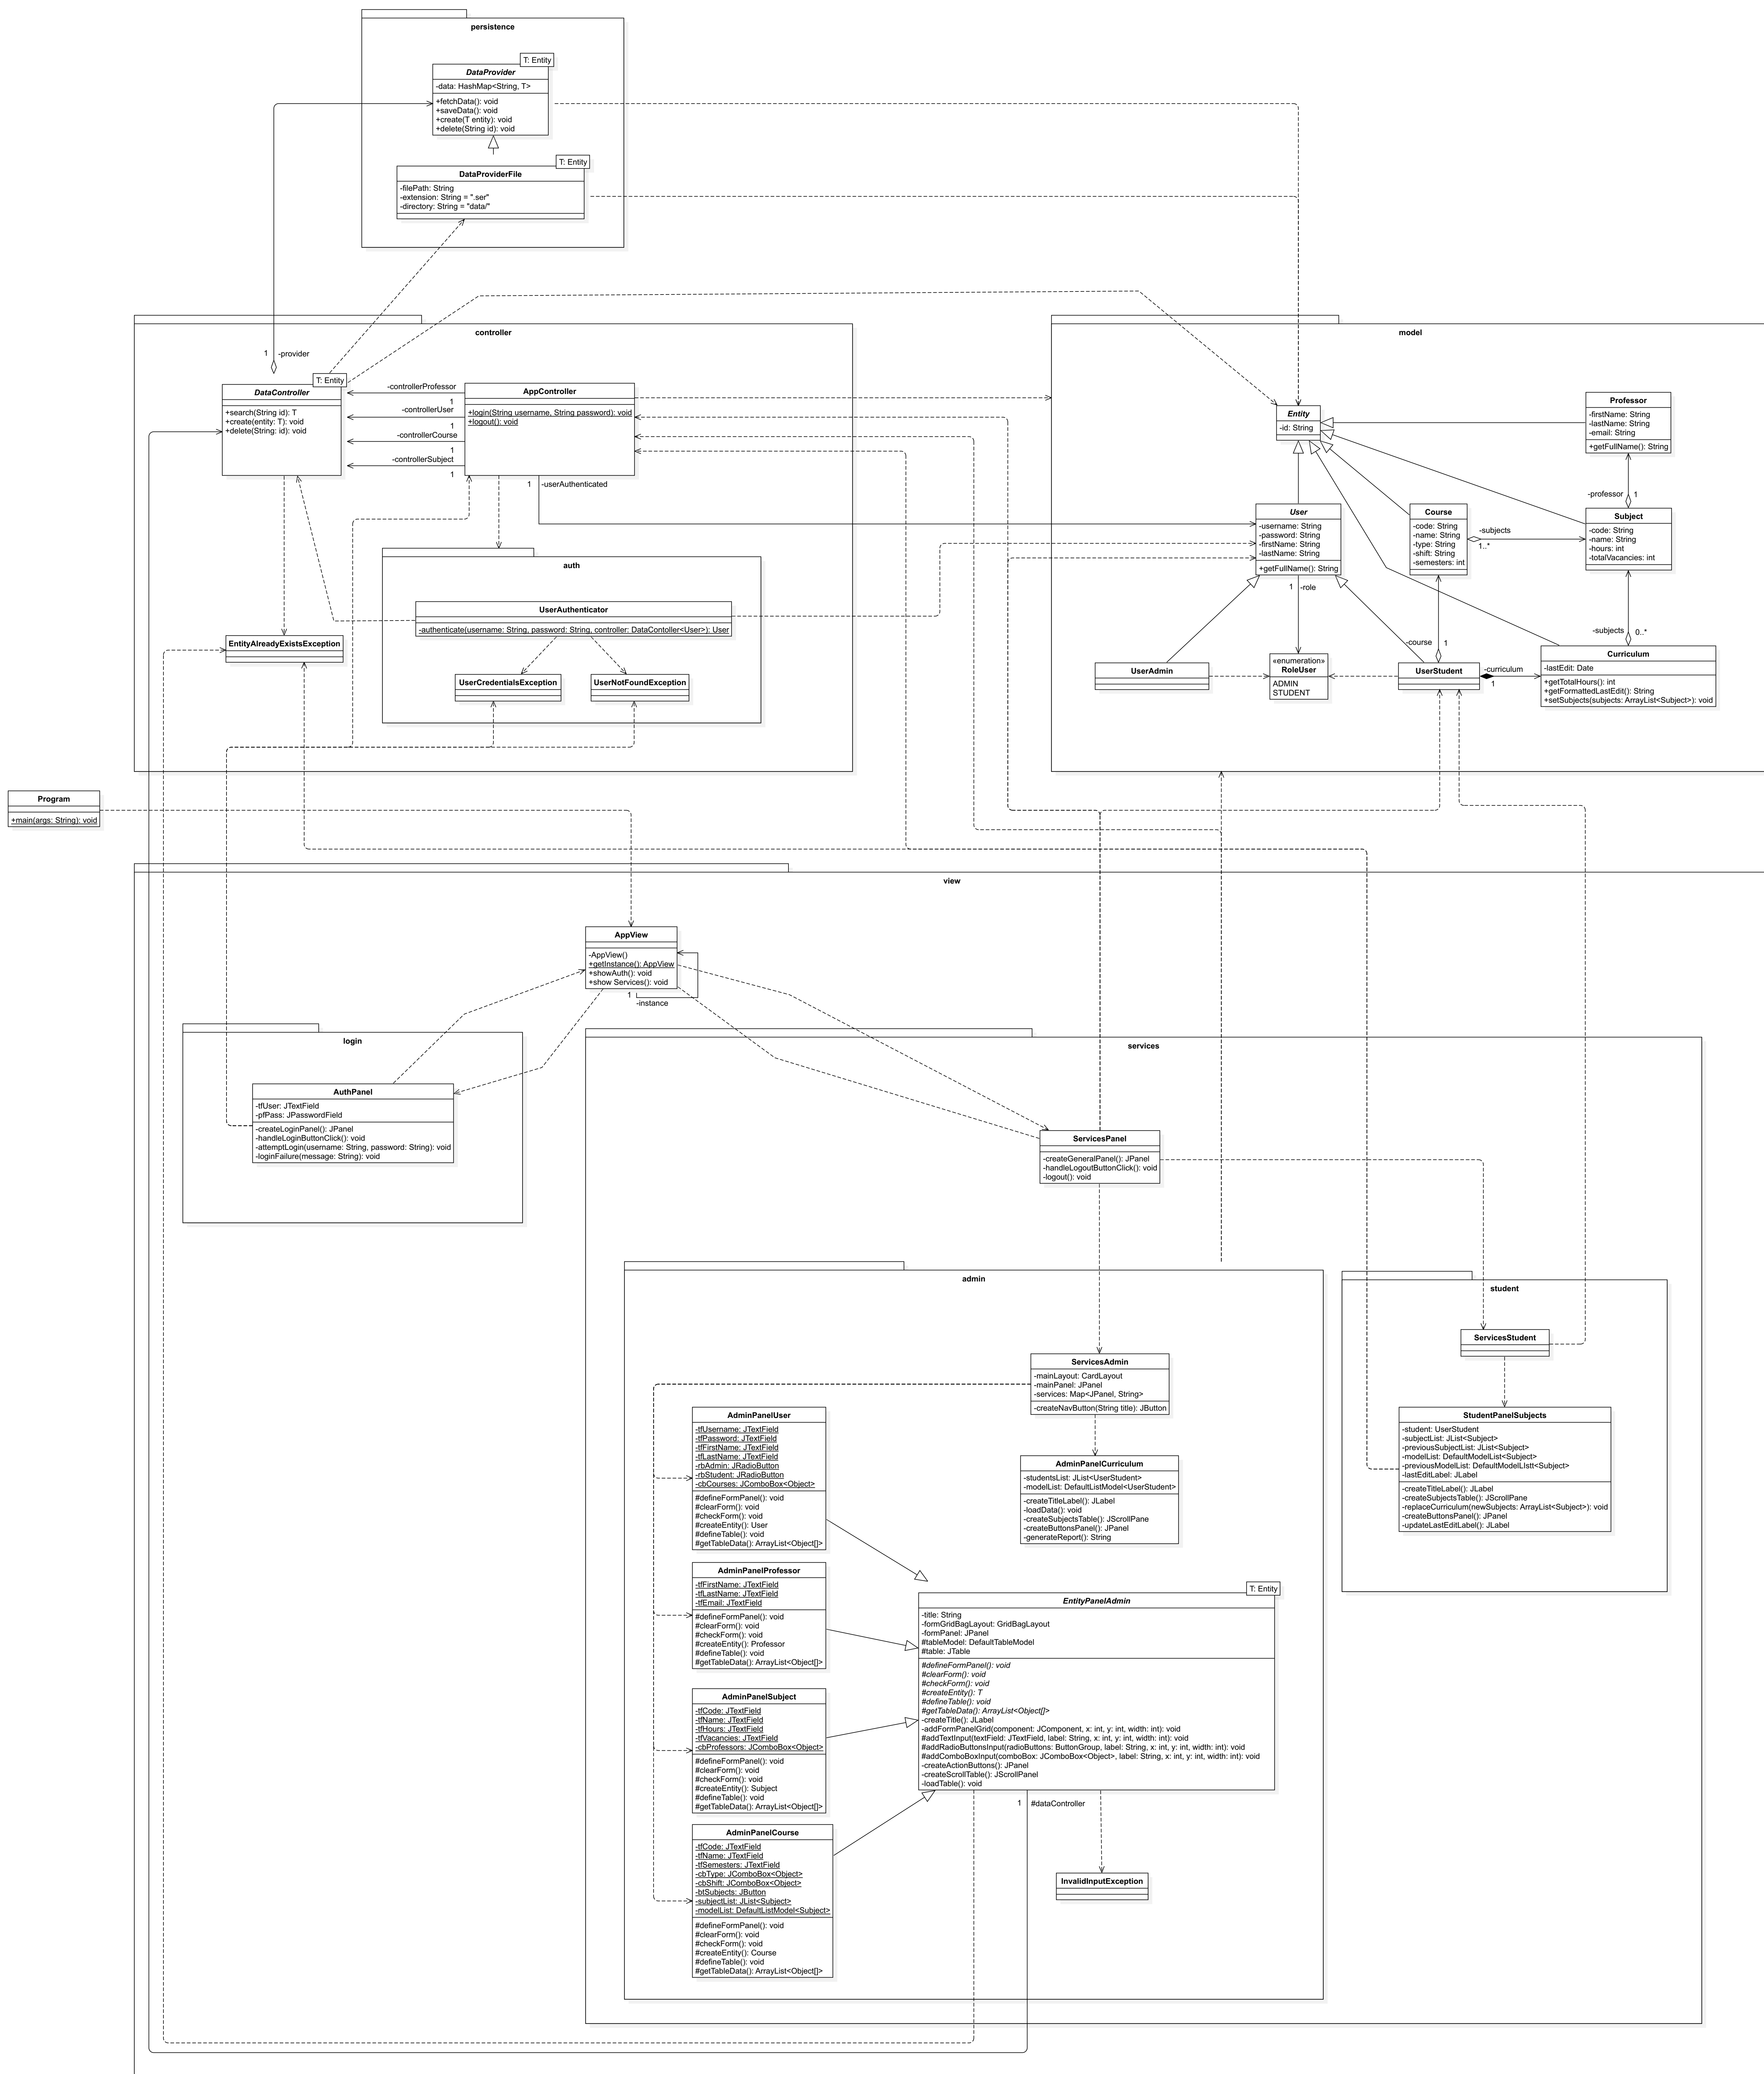 persistence
T: Entity
DataProvider
-data: HashMap<String, T>
+fetchData(): void
+saveData(): void
+create(T entity): void
+delete(String id): void
T: Entity
DataProviderFile
-filePath: String
-extension: String = ".ser"
-directory: String = "data/"
controller
1
-provider
T: Entity
DataController
+search(String id): T
+create(entity: T): void
+delete(String: id): void
-controllerProfessor
1
-controllerUser
1
-controllerCourse
1
-controllerSubject
1
AppController
+login(String username, String password): void
+logout(): void
1
-userAuthenticated
auth
UserAuthenticator
-authenticate(username: String, password: String, controller: DataContoller<User>): User
EntityAlreadyExistsException
UserCredentialsException
UserNotFoundException
model
Entity
-id: String
Professor
-firstName: String
-lastName: String
-email: String
+getFullName(): String
-professor
1
User
-username: String
-password: String
-firstName: String
-lastName: String
+getFullName(): String
Course
-code: String
-name: String
-type: String
-shift: String
-semesters: int
-subjects
1..*
Subject
-code: String
-name: String
-hours: int
-totalVacancies: int
1
-role
-course
1
-subjects
0..*
UserAdmin
«enumeration»
RoleUser
ADMIN
STUDENT
UserStudent
-curriculum
1
Curriculum
-lastEdit: Date
+getTotalHours(): int
+getFormattedLastEdit(): String
+setSubjects(subjects: ArrayList<Subject>): void
Program
+main(args: String): void
view
AppView
-AppView()
+getInstance(): AppView
+showAuth(): void
+show Services(): void
1
-instance
login
AuthPanel
-tfUser: JTextField
-pfPass: JPasswordField
-createLoginPanel(): JPanel
-handleLoginButtonClick(): void
-attemptLogin(username: String, password: String): void
-loginFailure(message: String): void
services
ServicesPanel
-createGeneralPanel(): JPanel
-handleLogoutButtonClick(): void
-logout(): void
admin
ServicesAdmin
-mainLayout: CardLayout
-mainPanel: JPanel
-services: Map<JPanel, String>
-createNavButton(String title): JButton
AdminPanelUser
-tfUsername: JTextField
-tfPassword: JTextField
-tfFirstName: JTextField
-tfLastName: JTextField
-rbAdmin: JRadioButton
-rbStudent: JRadioButton
-cbCourses: JComboBox<Object>
#defineFormPanel(): void
#clearForm(): void
#checkForm(): void
#createEntity(): User
#defineTable(): void
#getTableData(): ArrayList<Object[]>
AdminPanelCurriculum
-studentsList: JList<UserStudent>
-modelList: DefaultListModel<UserStudent>
-createTitleLabel(): JLabel
-loadData(): void
-createSubjectsTable(): JScrollPane
-createButtonsPanel(): JPanel
-generateReport(): String
AdminPanelProfessor
-tfFirstName: JTextField
-tfLastName: JTextField
-tfEmail: JTextField
#defineFormPanel(): void
#clearForm(): void
#checkForm(): void
#createEntity(): Professor
#defineTable(): void
#getTableData(): ArrayList<Object[]>
T: Entity
EntityPanelAdmin
-title: String
-formGridBagLayout: GridBagLayout
-formPanel: JPanel
#tableModel: DefaultTableModel
#table: JTable
#defineFormPanel(): void
#clearForm(): void
#checkForm(): void
#createEntity(): T
#defineTable(): void
#getTableData(): ArrayList<Object[]>
-createTitle(): JLabel
-addFormPanelGrid(component: JComponent, x: int, y: int, width: int): void
#addTextInput(textField: JTextField, label: String, x: int, y: int, width: int): void
#addRadioButtonsInput(radioButtons: ButtonGroup, label: String, x: int, y: int, width: int): void
#addComboBoxInput(comboBox: JComboBox<Object>, label: String, x: int, y: int, width: int): void
-createActionButtons(): JPanel
-createScrollTable(): JScrollPanel
-loadTable(): void
AdminPanelSubject
-tfCode: JTextField
-tfName: JTextField
-tfHours: JTextField
-tfVacancies: JTextField
-cbProfessors: JComboBox<Object>
#defineFormPanel(): void
#clearForm(): void
#checkForm(): void
#createEntity(): Subject
#defineTable(): void
#getTableData(): ArrayList<Object[]>
1
#dataController
AdminPanelCourse
-tfCode: JTextField
-tfName: JTextField
-tfSemesters: JTextField
-cbType: JComboBox<Object>
-cbShift: JComboBox<Object>
-btSubjects: JButton
-subjectList: JList<Subject>
-modelList: DefaultListModel<Subject>
#defineFormPanel(): void
#clearForm(): void
#checkForm(): void
#createEntity(): Course
#defineTable(): void
#getTableData(): ArrayList<Object[]>
InvalidInputException
student
ServicesStudent
StudentPanelSubjects
-student: UserStudent
-subjectList: JList<Subject>
-previousSubjectList: JList<Subject>
-modelList: DefaultModelList<Subject>
-previousModelList: DefaultModelLIstt<Subject>
-lastEditLabel: JLabel
-createTitleLabel(): JLabel
-createSubjectsTable(): JScrollPane
-replaceCurriculum(newSubjects: ArrayList<Subject>): void
-createButtonsPanel(): JPanel
-updateLastEditLabel(): JLabel